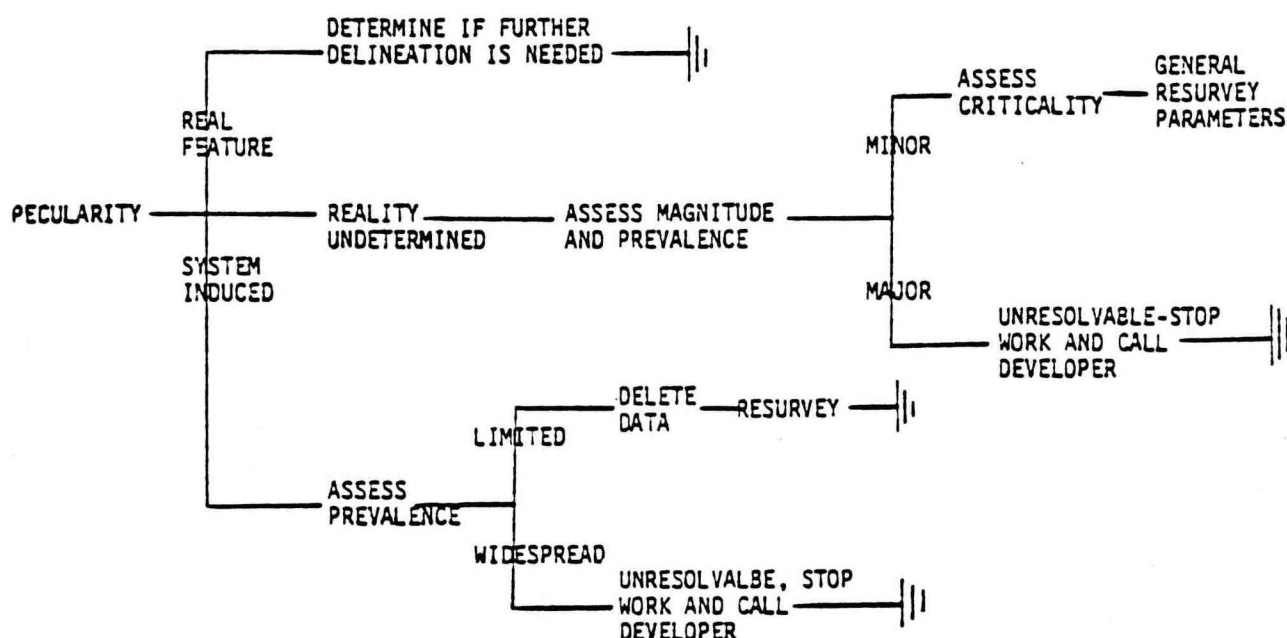 DETERMINE IF FURTHER
DELINEATION IS NEEDED
REAL
FEATURE
PECULARITY
REALITY
UNDETERMINED
ASSESS MAGNITUDE
AND PREVALENCE
MINOR
ASSESS
CRITICALITY
GENERAL
RESURVEY
PARAMETERS
MAJOR
UNRESOLVABLE-STOP
WORK AND CALL
DEVELOPER
SYSTEM
INDUCED
ASSESS
PREVALENCE
LIMITED
DELETE
DATA
RESURVEY
WIDESPREAD
UNRESOLVALBE, STOP
WORK AND CALL
DEVELOPER